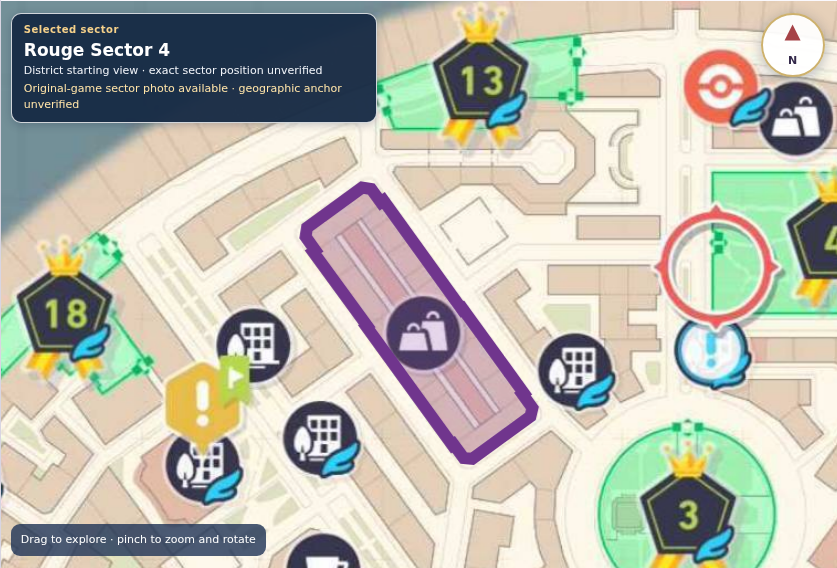 Selected sector
Rouge Sector 4
District starting view · exact sector position unverified
Original-game sector photo available · geographic anchor
unverified
N
13
4
18
3
Drag to explore · pinch to zoom and rotate